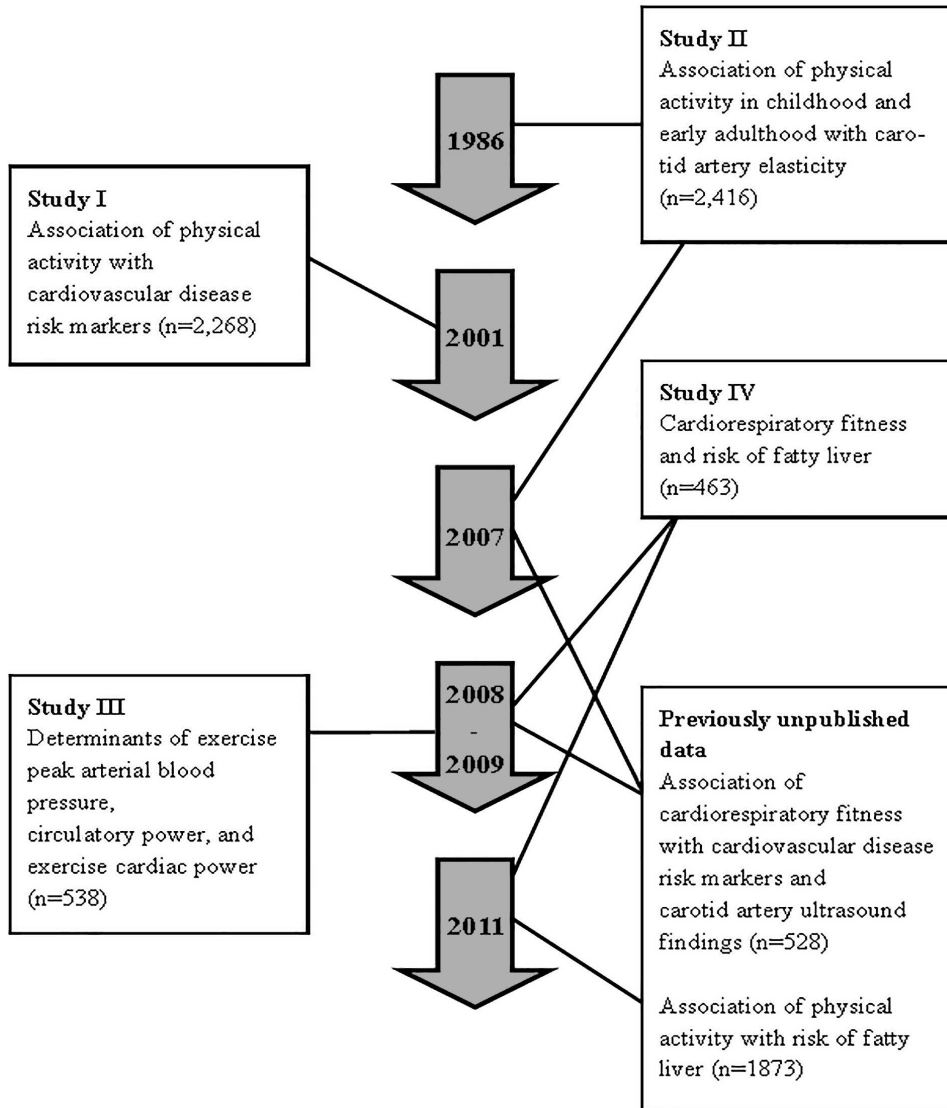 Study II
Association of physical
activity in childhood and
early adulthood with caro-
tid artery elasticity
(n=2,416)
1986
Study I
Association of physical
activity with
cardiovascular disease
risk markers (n=2,268)
2001
Study IV
Cardiorespiratory fitness
and risk of fatty liver
(n=463)
2007
Study III
Determinants of exercise
peak arterial blood
pressure,
circulatory power, and
exercise cardiac power
(n=538)
2008
-
2009
Previously unpublished
data
Association of
cardiorespiratory fitness
with cardiovascular disease
risk markers and
carotid artery ultrasound
findings (n=528)
2011
Association of physical
activity with risk of fatty
liver (n=1873)